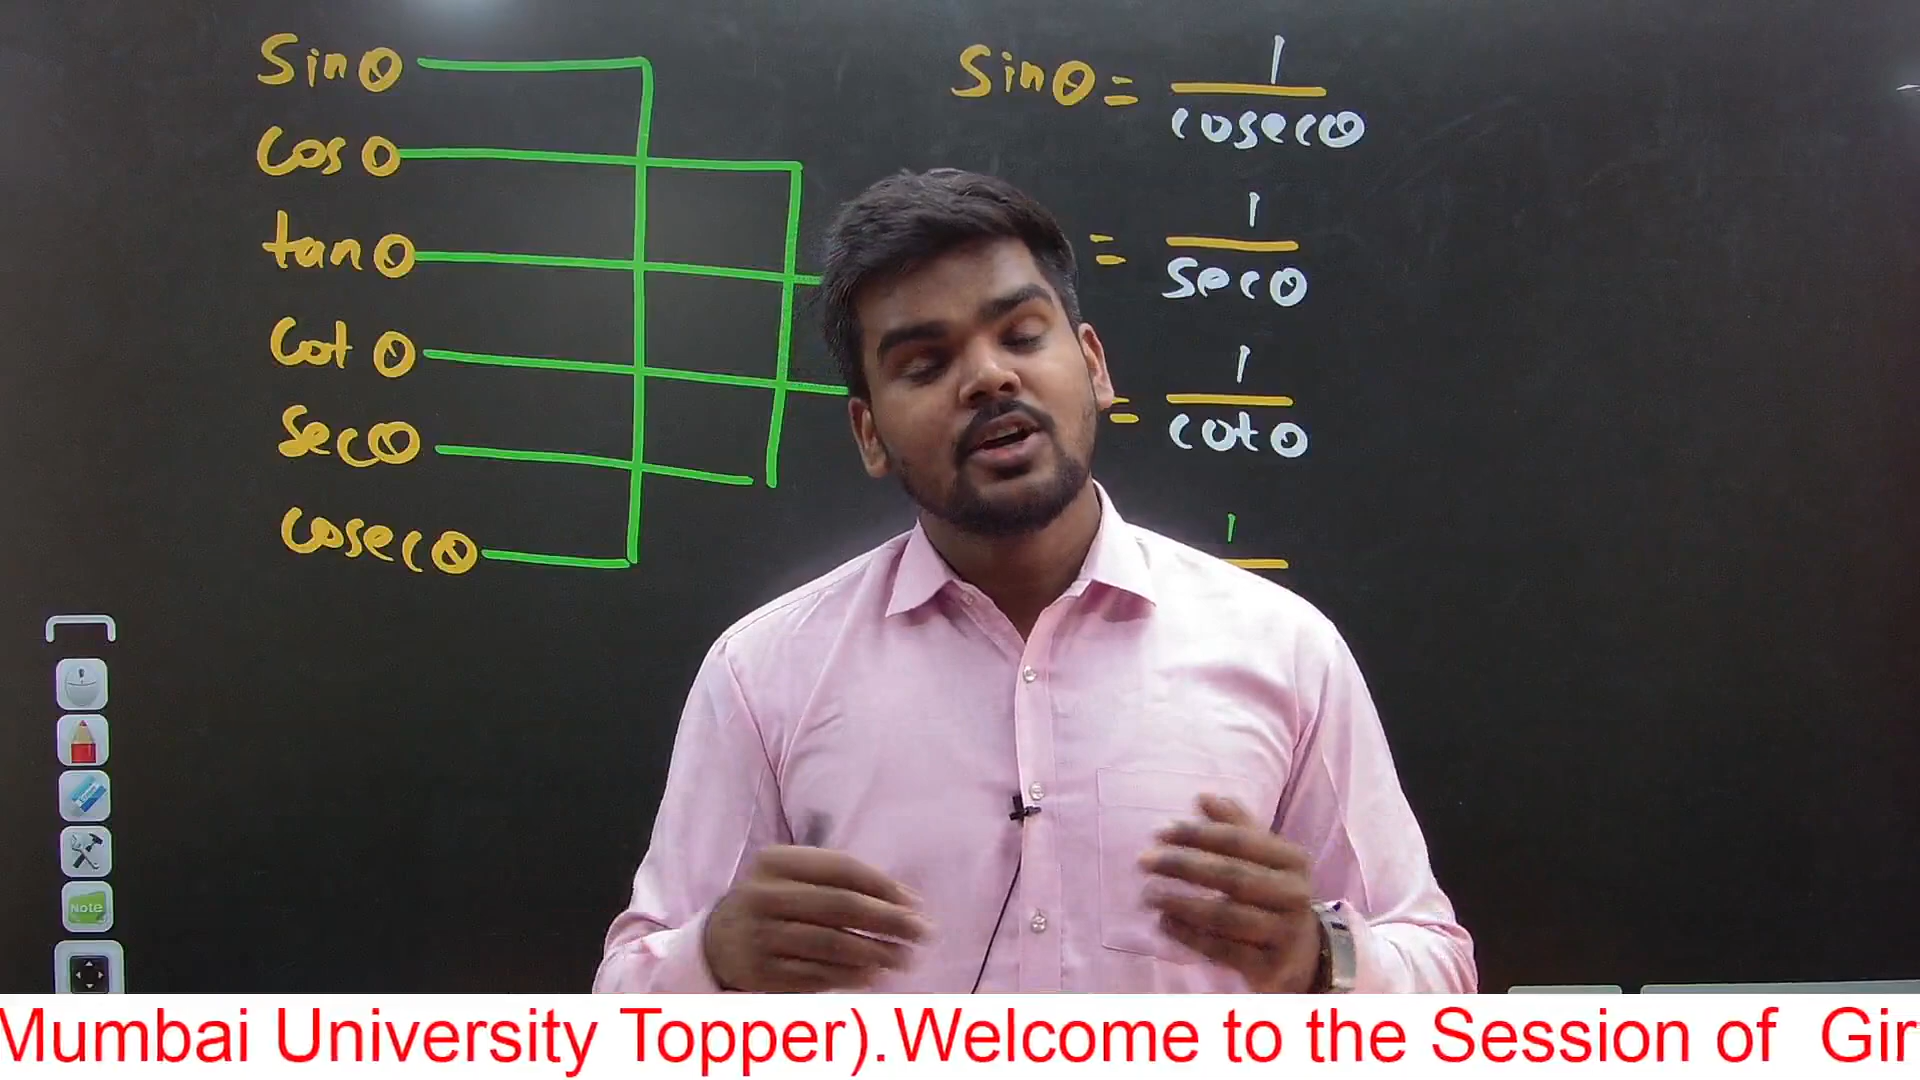 Sinθ
Cosθ
tanθ
Cotθ
Secθ
Cosecθ
Sinθ = 1
cosecθ
= 1
secθ
= 1
cotθ
1
Note
Mumbai University Topper).Welcome to the Session of Gir